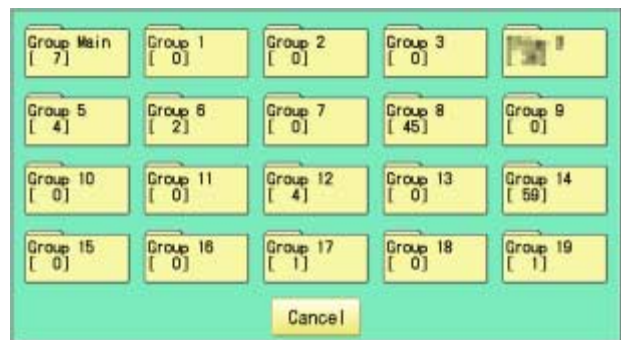 Group Main
[ 7]
Group 1
[ 0]
Group 2
[ 0]
Group 3
[ 0]
Group 5
[ 4]
Group 6
[ 2]
Group 7
[ 0]
Group 8
[ 45]
Group 9
[ 0]
Group 10
[ 0]
Group 11
[ 0]
Group 12
[ 4]
Group 13
[ 0]
Group 14
[ 59]
Group 15
[ 0]
Group 16
[ 0]
Group 17
[ 1]
Group 18
[ 0]
Group 19
[ 1]
Cancel